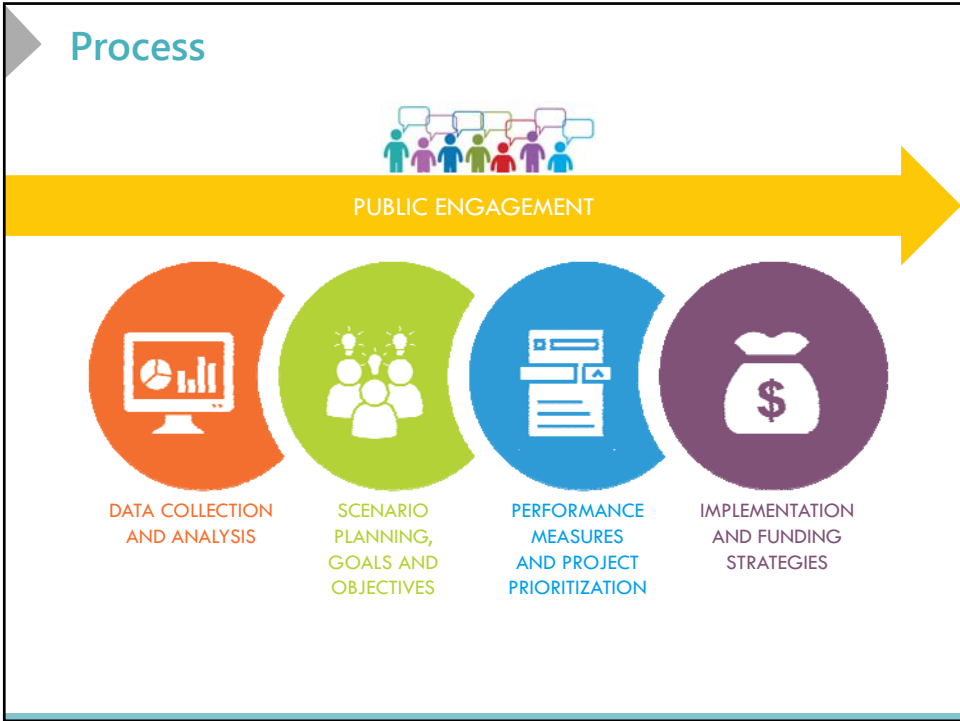 Process
PUBLIC ENGAGEMENT
DATA COLLECTION
AND ANALYSIS
SCENARIO
PLANNING,
GOALS AND
OBJECTIVES
PERFORMANCE
MEASURES
AND PROJECT
PRIORITIZATION
$
IMPLEMENTATION
AND FUNDING
STRATEGIES